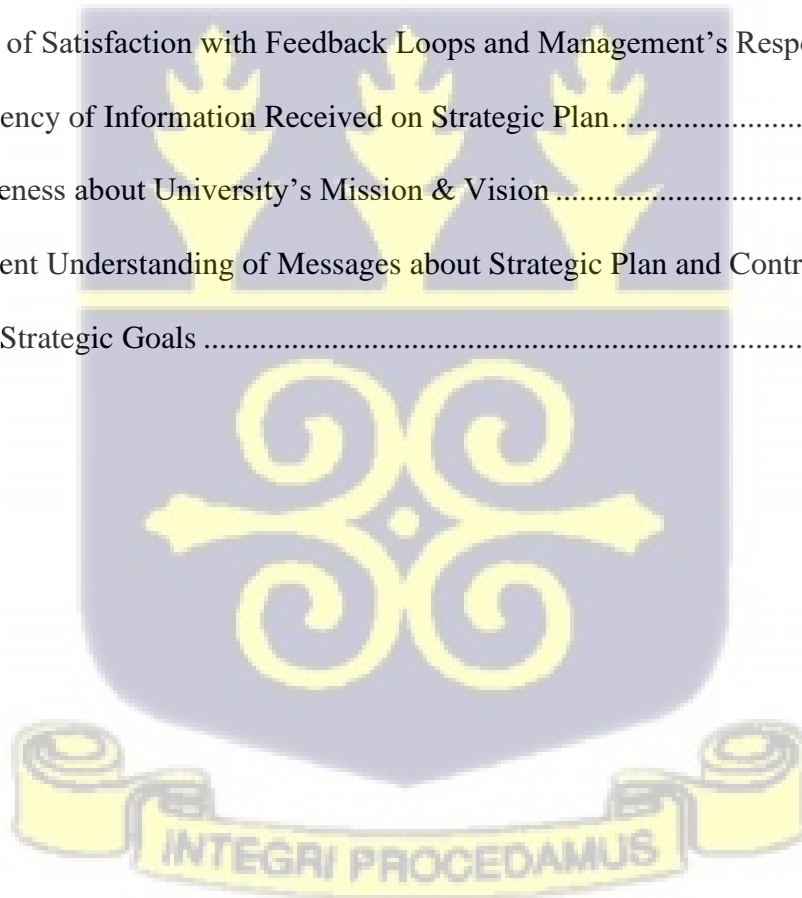 of Satisfaction with Feedback Loops and Management’s Respo
ency of Information Received on Strategic Plan.....................
eness about University’s Mission & Vision ............................
ent Understanding of Messages about Strategic Plan and Contr
Strategic Goals ........................................................................
INTEGRI PROCEDAMUS